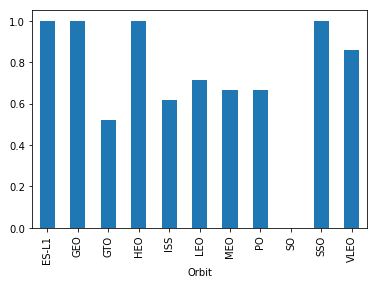 1.0
0.8
0.6
0.4
0.2
0.0
ES-L1
GEO
GTO
HEO
ISS
LEO
MEO
PO
SO
SSO
VLEO
Orbit